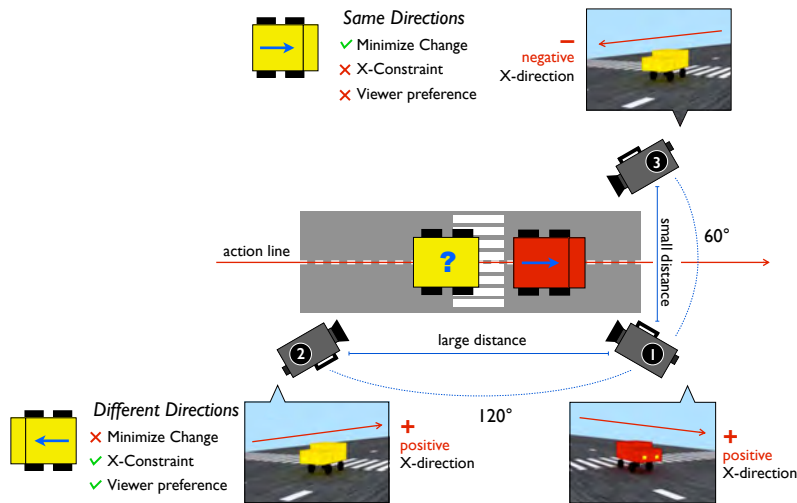 Same Directions
✓ Minimize Change
✗ X-Constraint
✗ Viewer preference
−
negative
X-direction
3
action line
?
small distance
60°
2
large distance
1
120°
Different Directions
✗ Minimize Change
✓ X-Constraint
✓ Viewer preference
+
positive
X-direction
+
positive
X-direction